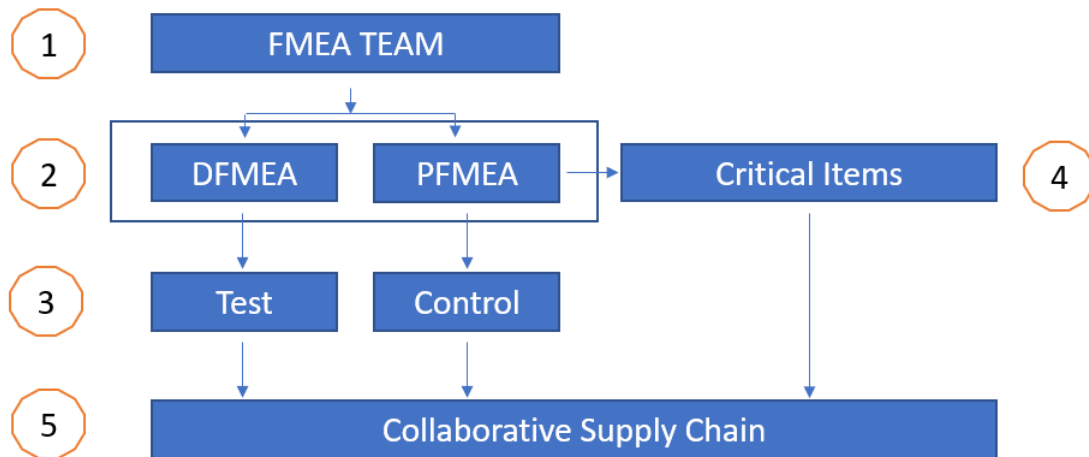 1
FMEA TEAM
2
DFMEA
PFMEA
Critical Items
4
3
Test
Control
5
Collaborative Supply Chain